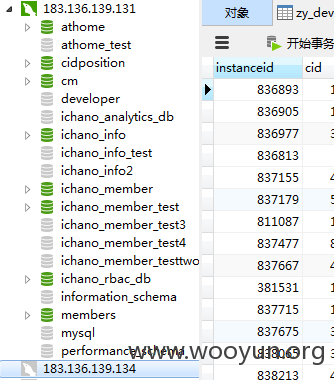 183.136.139.131
athome
athome_test
cidposition
cm
developer
ichano_analytics_db
ichano_info
ichano_info_test
ichano_info2
ichano_member
ichano_member_test
ichano_member_test3
ichano_member_test4
ichano_member_testtwo
ichano_rbac_db
information_schema
members
mysql
performance_schema
183.136.139.134
对象 zy_dev
开始事务
instanceid cid
836893 1
836905 1
836977 3
836813
837155 4
837179 5
811087 1
837477 8
837667 4
381531 1
837715 1
837675 3
838065 3
838213 4
www.wooyun.org